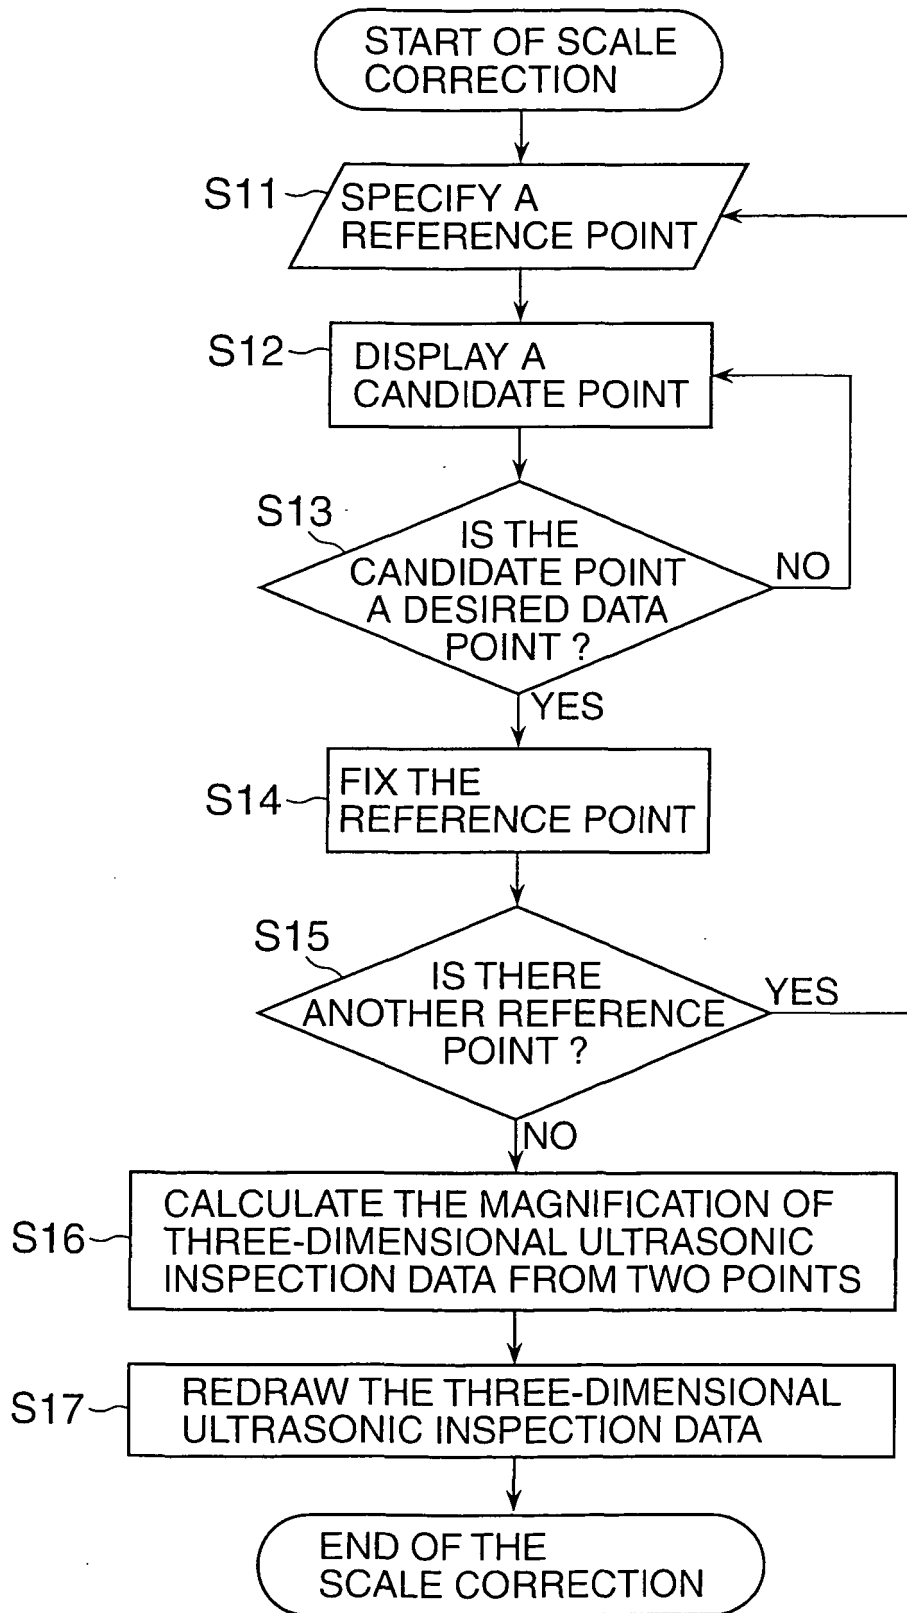 START OF SCALE
CORRECTION
S11
SPECIFY A
REFERENCE POINT
S12
DISPLAY A
CANDIDATE POINT
S13
IS THE
CANDIDATE POINT
A DESIRED DATA
POINT ?
NO
YES
S14
FIX THE
REFERENCE POINT
S15
IS THERE
ANOTHER REFERENCE
POINT ?
YES
NO
S16
CALCULATE THE MAGNIFICATION OF
THREE-DIMENSIONAL ULTRASONIC
INSPECTION DATA FROM TWO POINTS
S17
REDRAW THE THREE-DIMENSIONAL
ULTRASONIC INSPECTION DATA
END OF THE
SCALE CORRECTION